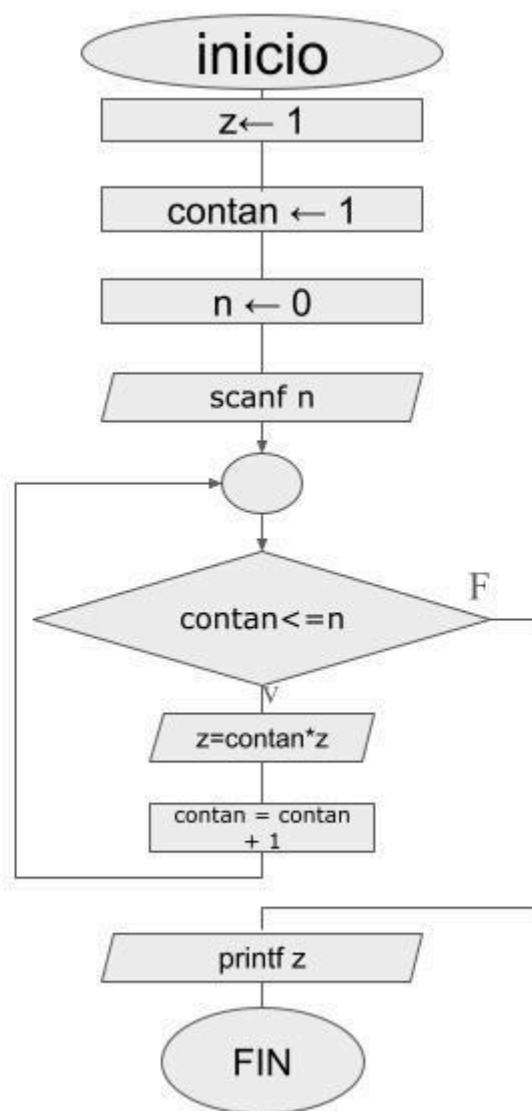 inicio
z← 1
contan ← 1
n ← 0
scanf n
contan<=n
F
V
z=contan*z
contan = contan
+ 1
printf z
FIN